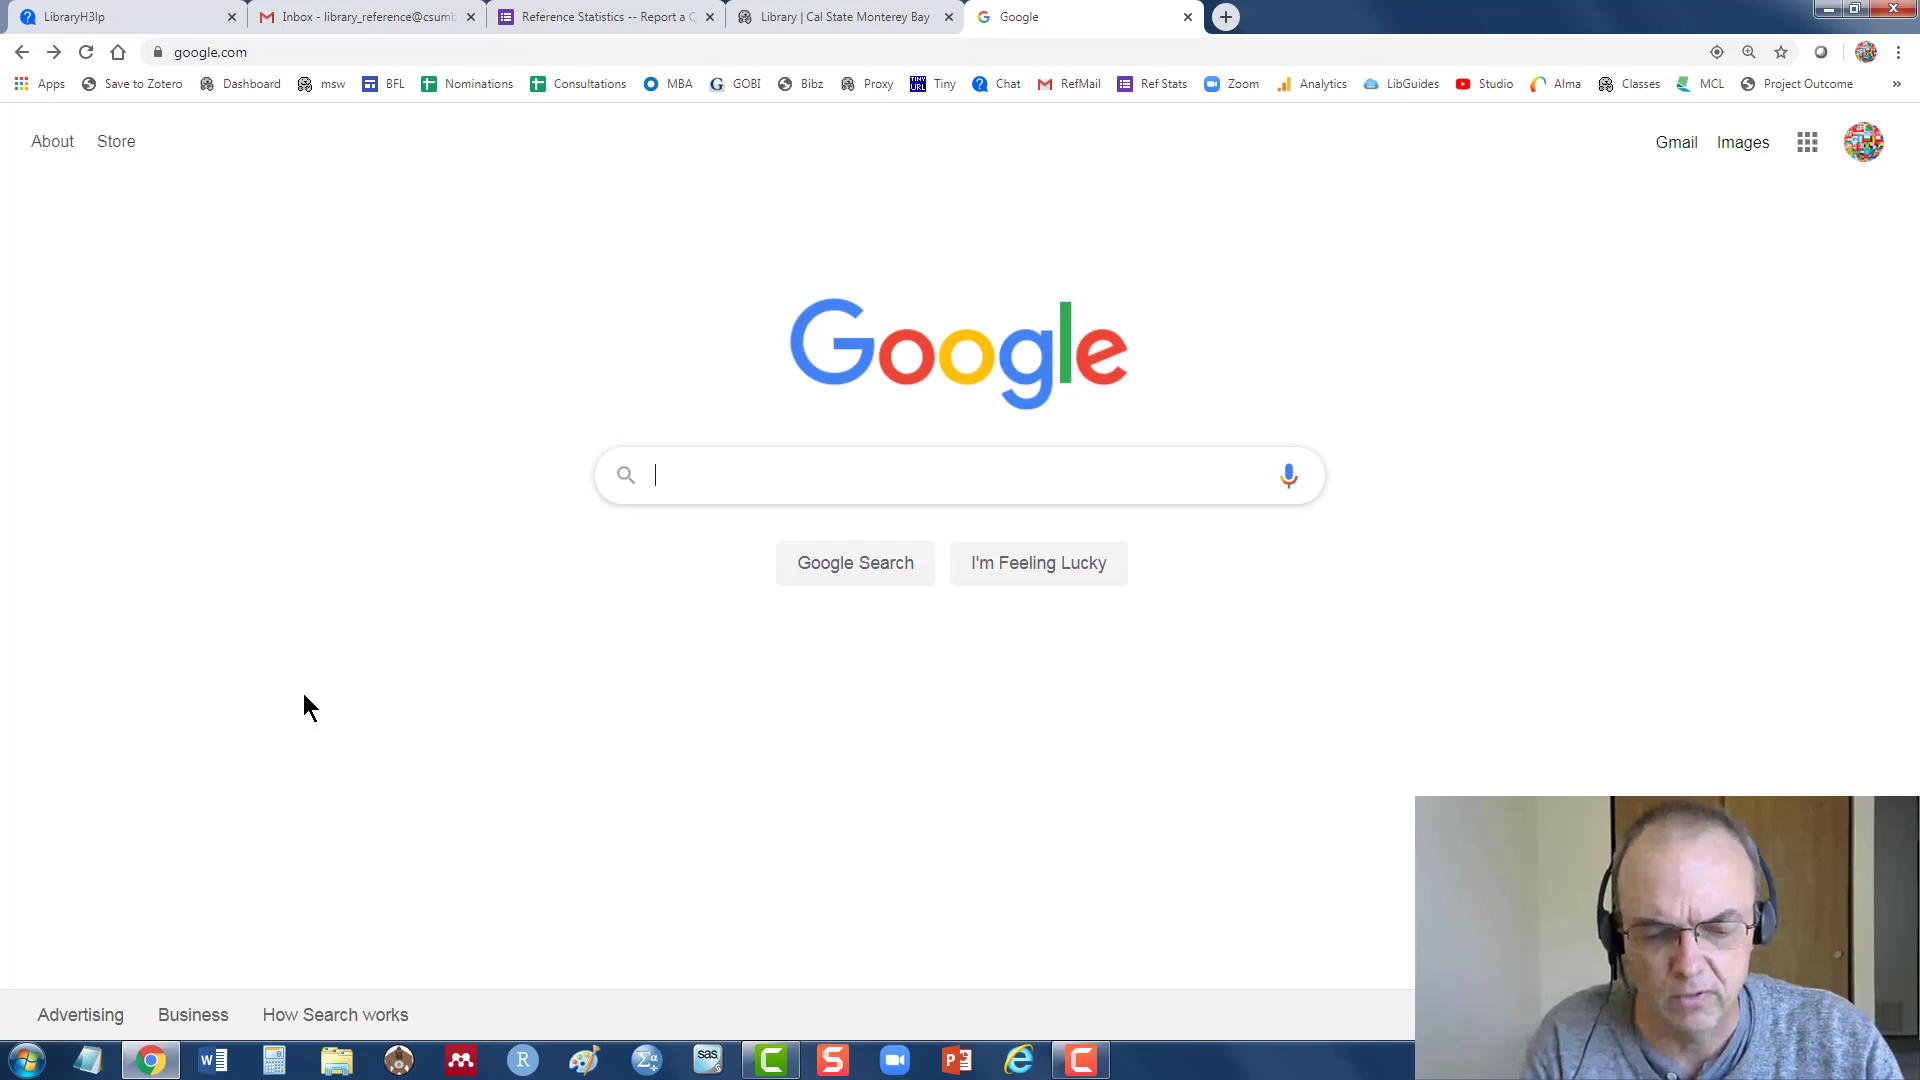 LibraryH3lp
Inbox - library_reference@csumb
Reference Statistics -- Report a Q
Library | Cal State Monterey Bay
Google
google.com
Apps Save to Zotero Dashboard msw BFL Nominations Consultations MBA GOBI Bibz Proxy Tiny Chat RefMail Ref Stats Zoom Analytics LibGuides Studio Alma Classes MCL Project Outcome »
About Store Gmail Images
Google
Google Search I'm Feeling Lucky
Advertising Business How Search works